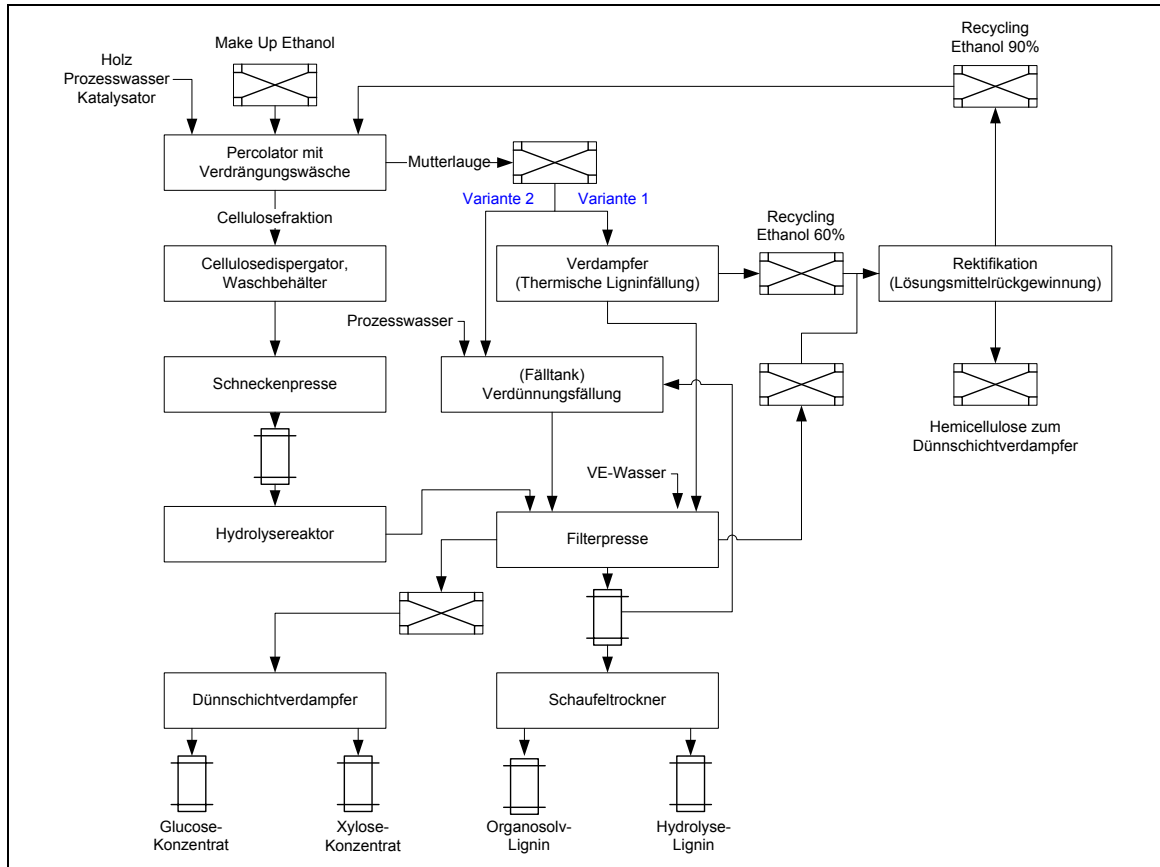 Make Up Ethanol
Recycling
Ethanol 90%
Holz
Prozesswasser
Katalysator
Percolator mit
Verdrängungswäsche
Mutterlauge
Variante 2
Variante 1
Cellulosefraktion
Recycling
Ethanol 60%
Cellulosedispergator,
Waschbehälter
Verdampfer
(Thermische Ligninfällung)
Rektifikation
(Lösungsmittelrückgewinnung)
Prozesswasser
Schneckenpresse
(Fälltank)
Verdünnungsfällung
Hemicellulose zum
Dünnschichtverdampfer
VE-Wasser
Hydrolysereaktor
Filterpresse
Dünnschichtverdampfer
Schaufeltrockner
Glucose-
Konzentrat
Xylose-
Konzentrat
Organosolv-
Lignin
Hydrolyse-
Lignin